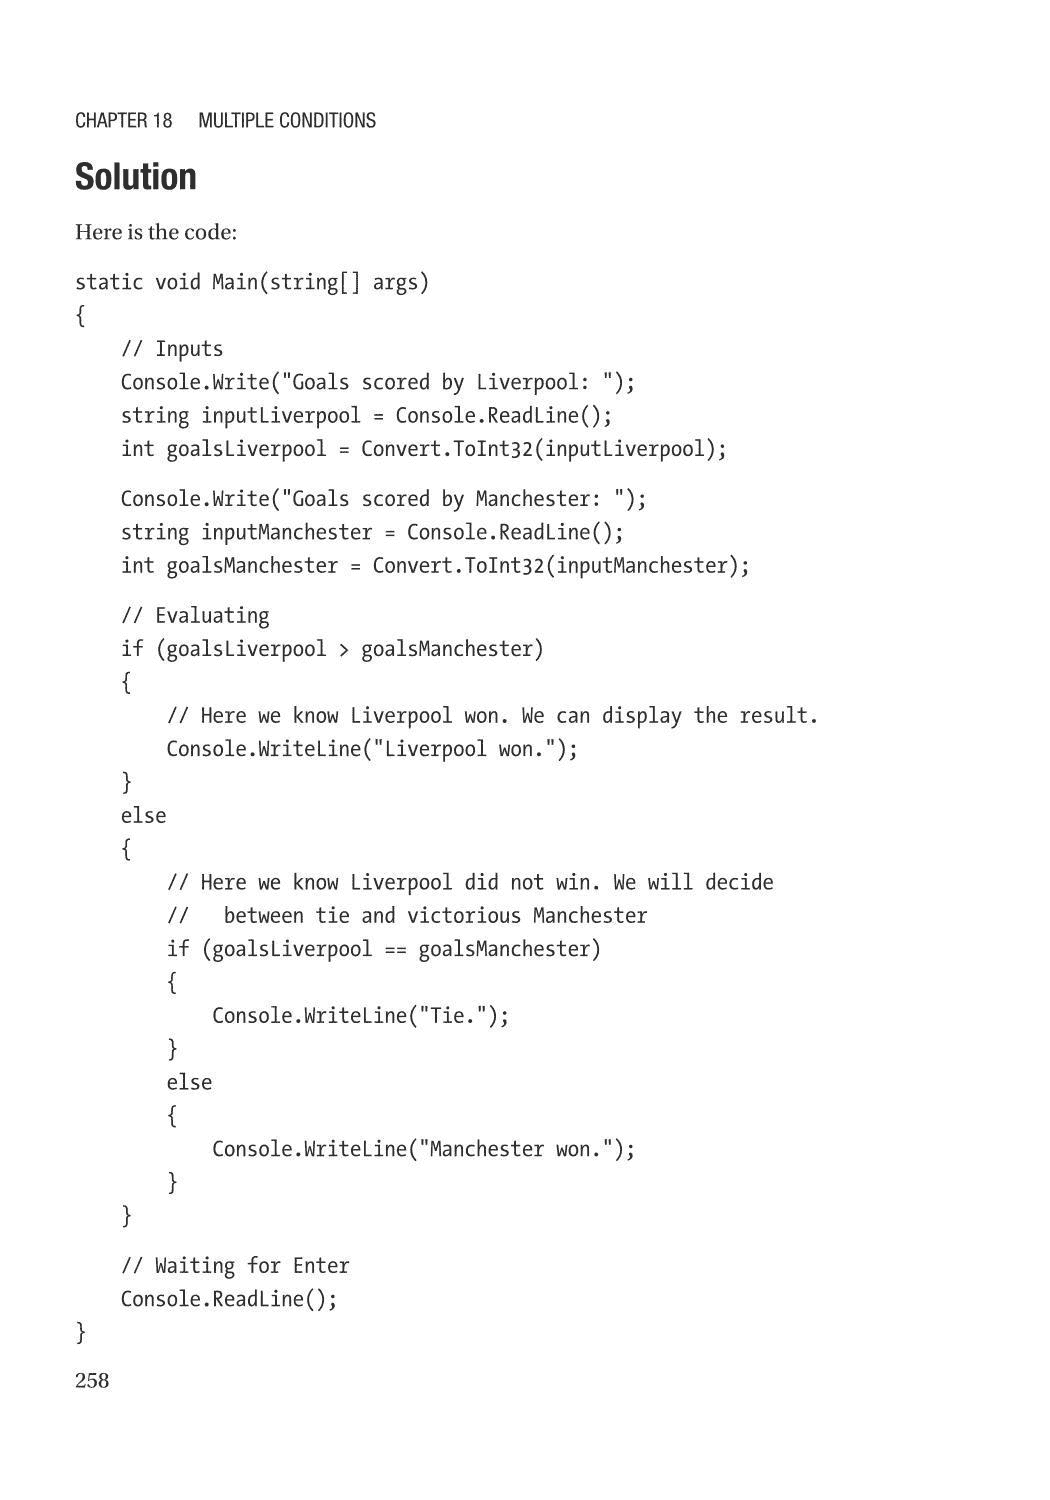 CHAPTER 18 MULTIPLE CONDITIONS
Solution
Here is the code:
static void Main(string[] args)
{
    // Inputs
    Console.Write("Goals scored by Liverpool: ");
    string inputLiverpool = Console.ReadLine();
    int goalsLiverpool = Convert.ToInt32(inputLiverpool);
    Console.Write("Goals scored by Manchester: ");
    string inputManchester = Console.ReadLine();
    int goalsManchester = Convert.ToInt32(inputManchester);
    // Evaluating
    if (goalsLiverpool > goalsManchester)
    {
        // Here we know Liverpool won. We can display the result.
        Console.WriteLine("Liverpool won.");
    }
    else
    {
        // Here we know Liverpool did not win. We will decide
        //   between tie and victorious Manchester
        if (goalsLiverpool == goalsManchester)
        {
            Console.WriteLine("Tie.");
        }
        else
        {
            Console.WriteLine("Manchester won.");
        }
    }
    // Waiting for Enter
    Console.ReadLine();
}
258